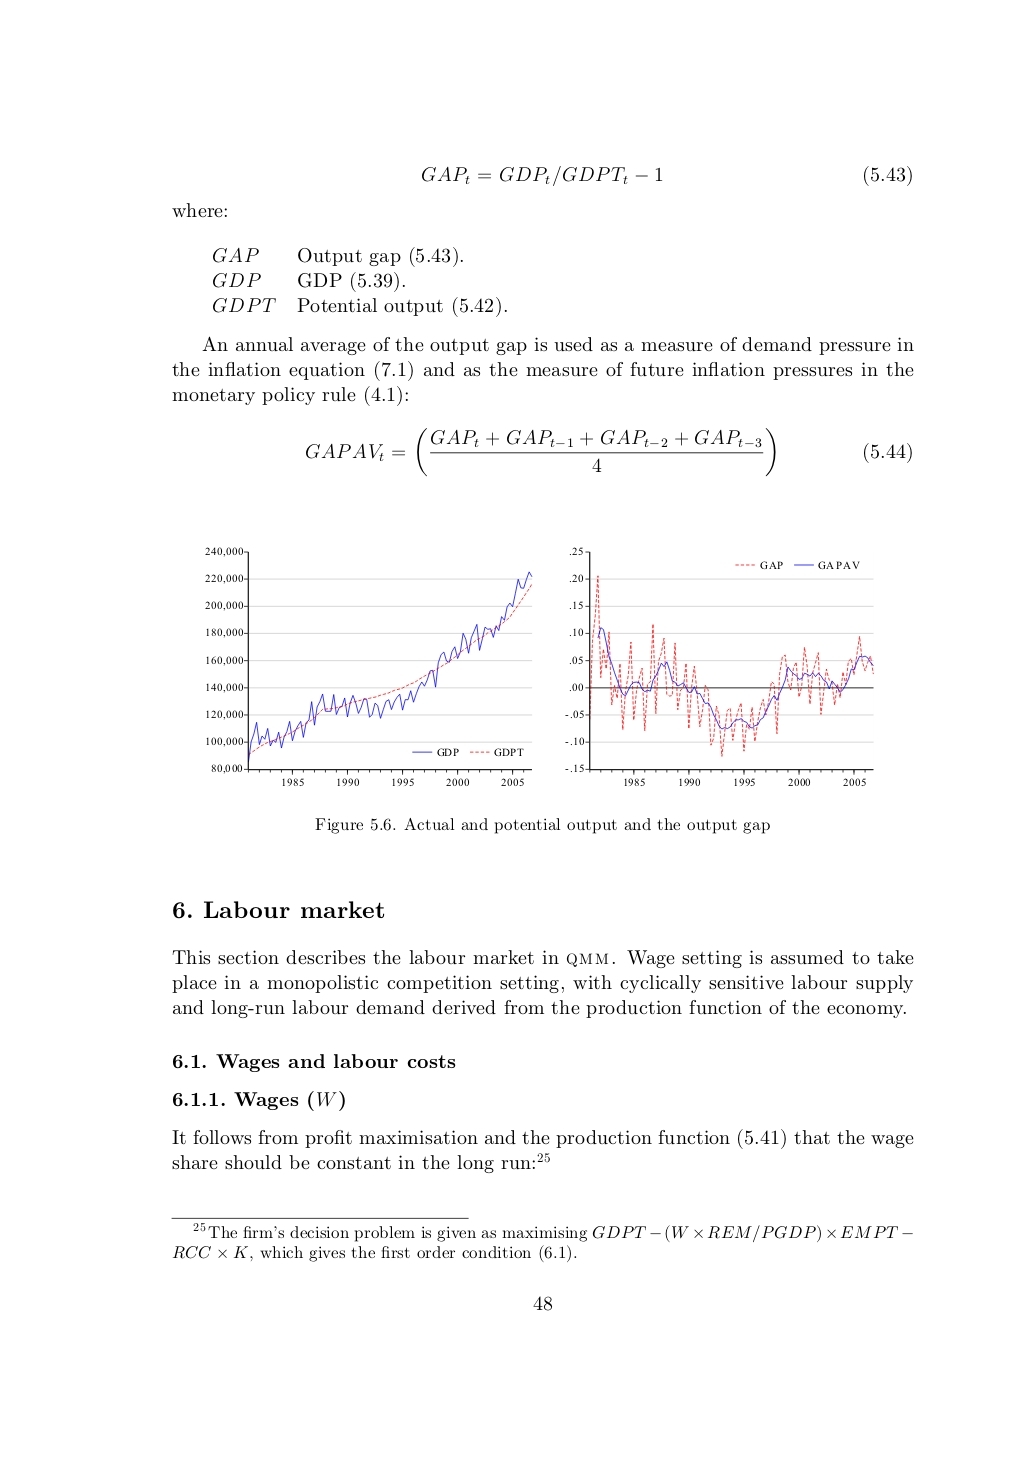 GAP_t = GDP_t/GDPT_t − 1 (5.43)
where:
GAP Output gap (5.43).
GDP GDP (5.39).
GDPT Potential output (5.42).
An annual average of the output gap is used as a measure of demand pressure in
the inflation equation (7.1) and as the measure of future inflation pressures in the
monetary policy rule (4.1):
GAPAV_t = ( (GAP_t + GAP_{t−1} + GAP_{t−2} + GAP_{t−3}) / 4 ) (5.44)
240,000
220,000
200,000
180,000
160,000
140,000
120,000
100,000
80,000
1985 1990 1995 2000 2005
GDP GDPT
.25
.20
.15
.10
.05
.00
-.05
-.10
-.15
1985 1990 1995 2000 2005
GAP GAPAV
Figure 5.6. Actual and potential output and the output gap
6. Labour market
This section describes the labour market in QMM. Wage setting is assumed to take
place in a monopolistic competition setting, with cyclically sensitive labour supply
and long-run labour demand derived from the production function of the economy.
6.1. Wages and labour costs
6.1.1. Wages (W)
It follows from profit maximisation and the production function (5.41) that the wage
share should be constant in the long run:25
25The firm's decision problem is given as maximising GDPT − (W × REM/PGDP) × EMPT −
RCC × K, which gives the first order condition (6.1).
48